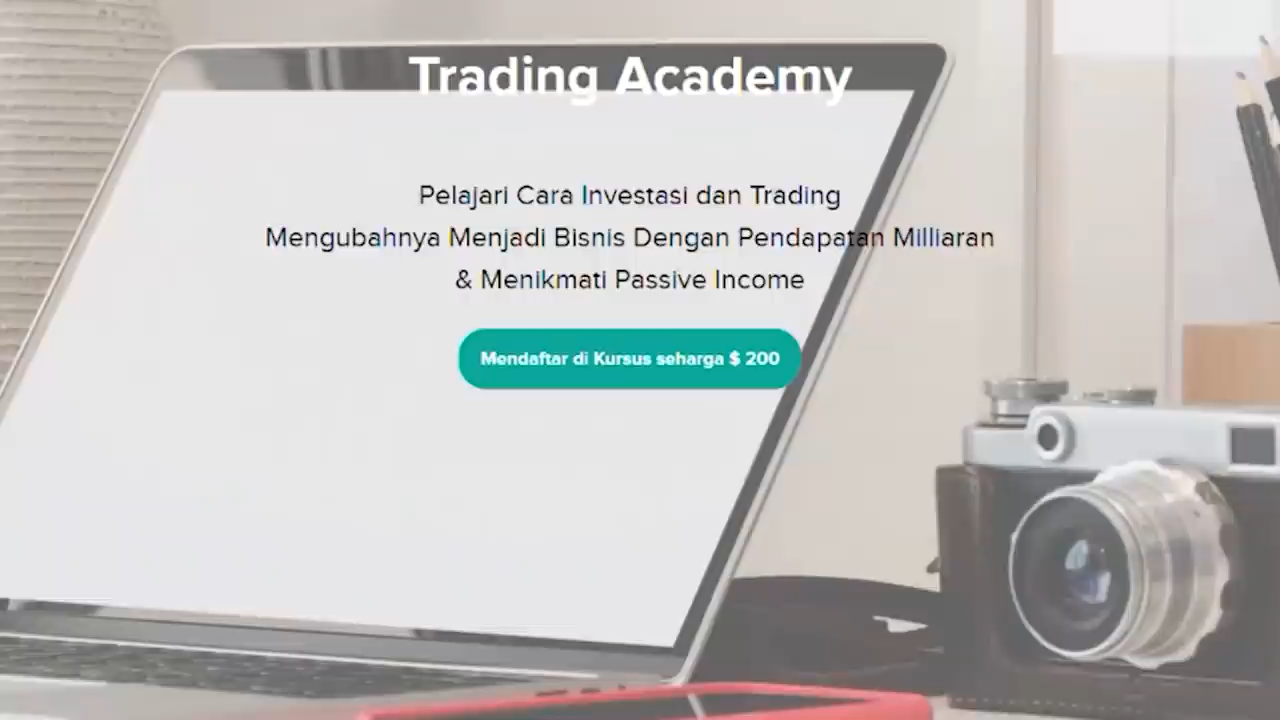 Trading Academy
Pelajari Cara Investasi dan Trading
Mengubahnya Menjadi Bisnis Dengan Pendapatan Milliaran
& Menikmati Passive Income
Mendaftar di Kursus seharga $ 200